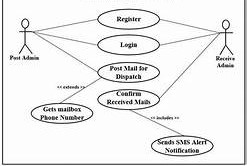 Register
Login
Post Admin
Receive
Admin
Post Mail for
Dispatch
<< extends >>
Confirm
Received Mails
Gets mailbox
Phone Number
<<includes >
Sends SMS Alert
Notification